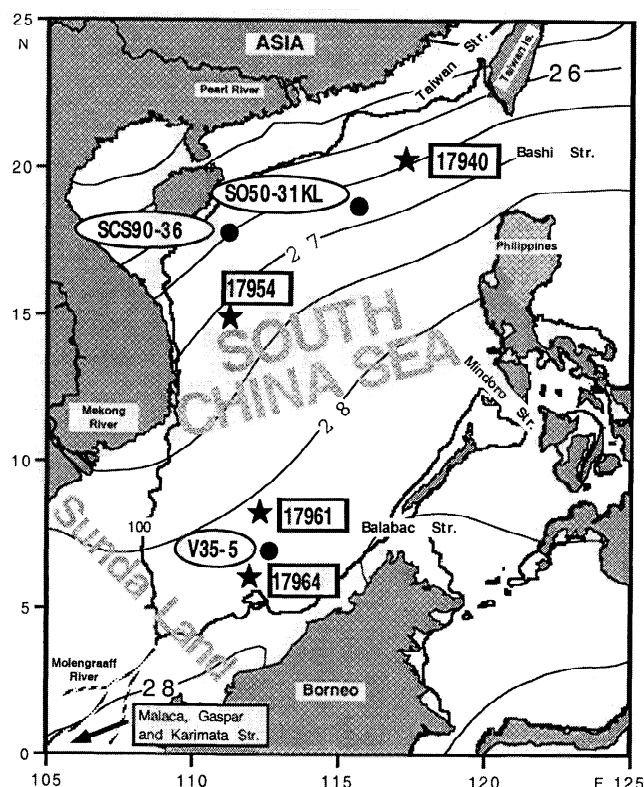 25
N
20
15
10
5
0
105
110
115
120
E 125
ASIA
Pearl River
Taiwan Str.
Taiwan Is.
26
17940
Bashi Str.
SO50-31KL
SCS90-36
27
Philippines
17954
SOUTH
CHINA SEA
Mindoro Str.
Mekong
River
28
17961
100
V35-5
Balabac Str.
17964
Sunda Land
Molengraaff
River
28
Borneo
Malaca, Gaspar
and Karimata Str.